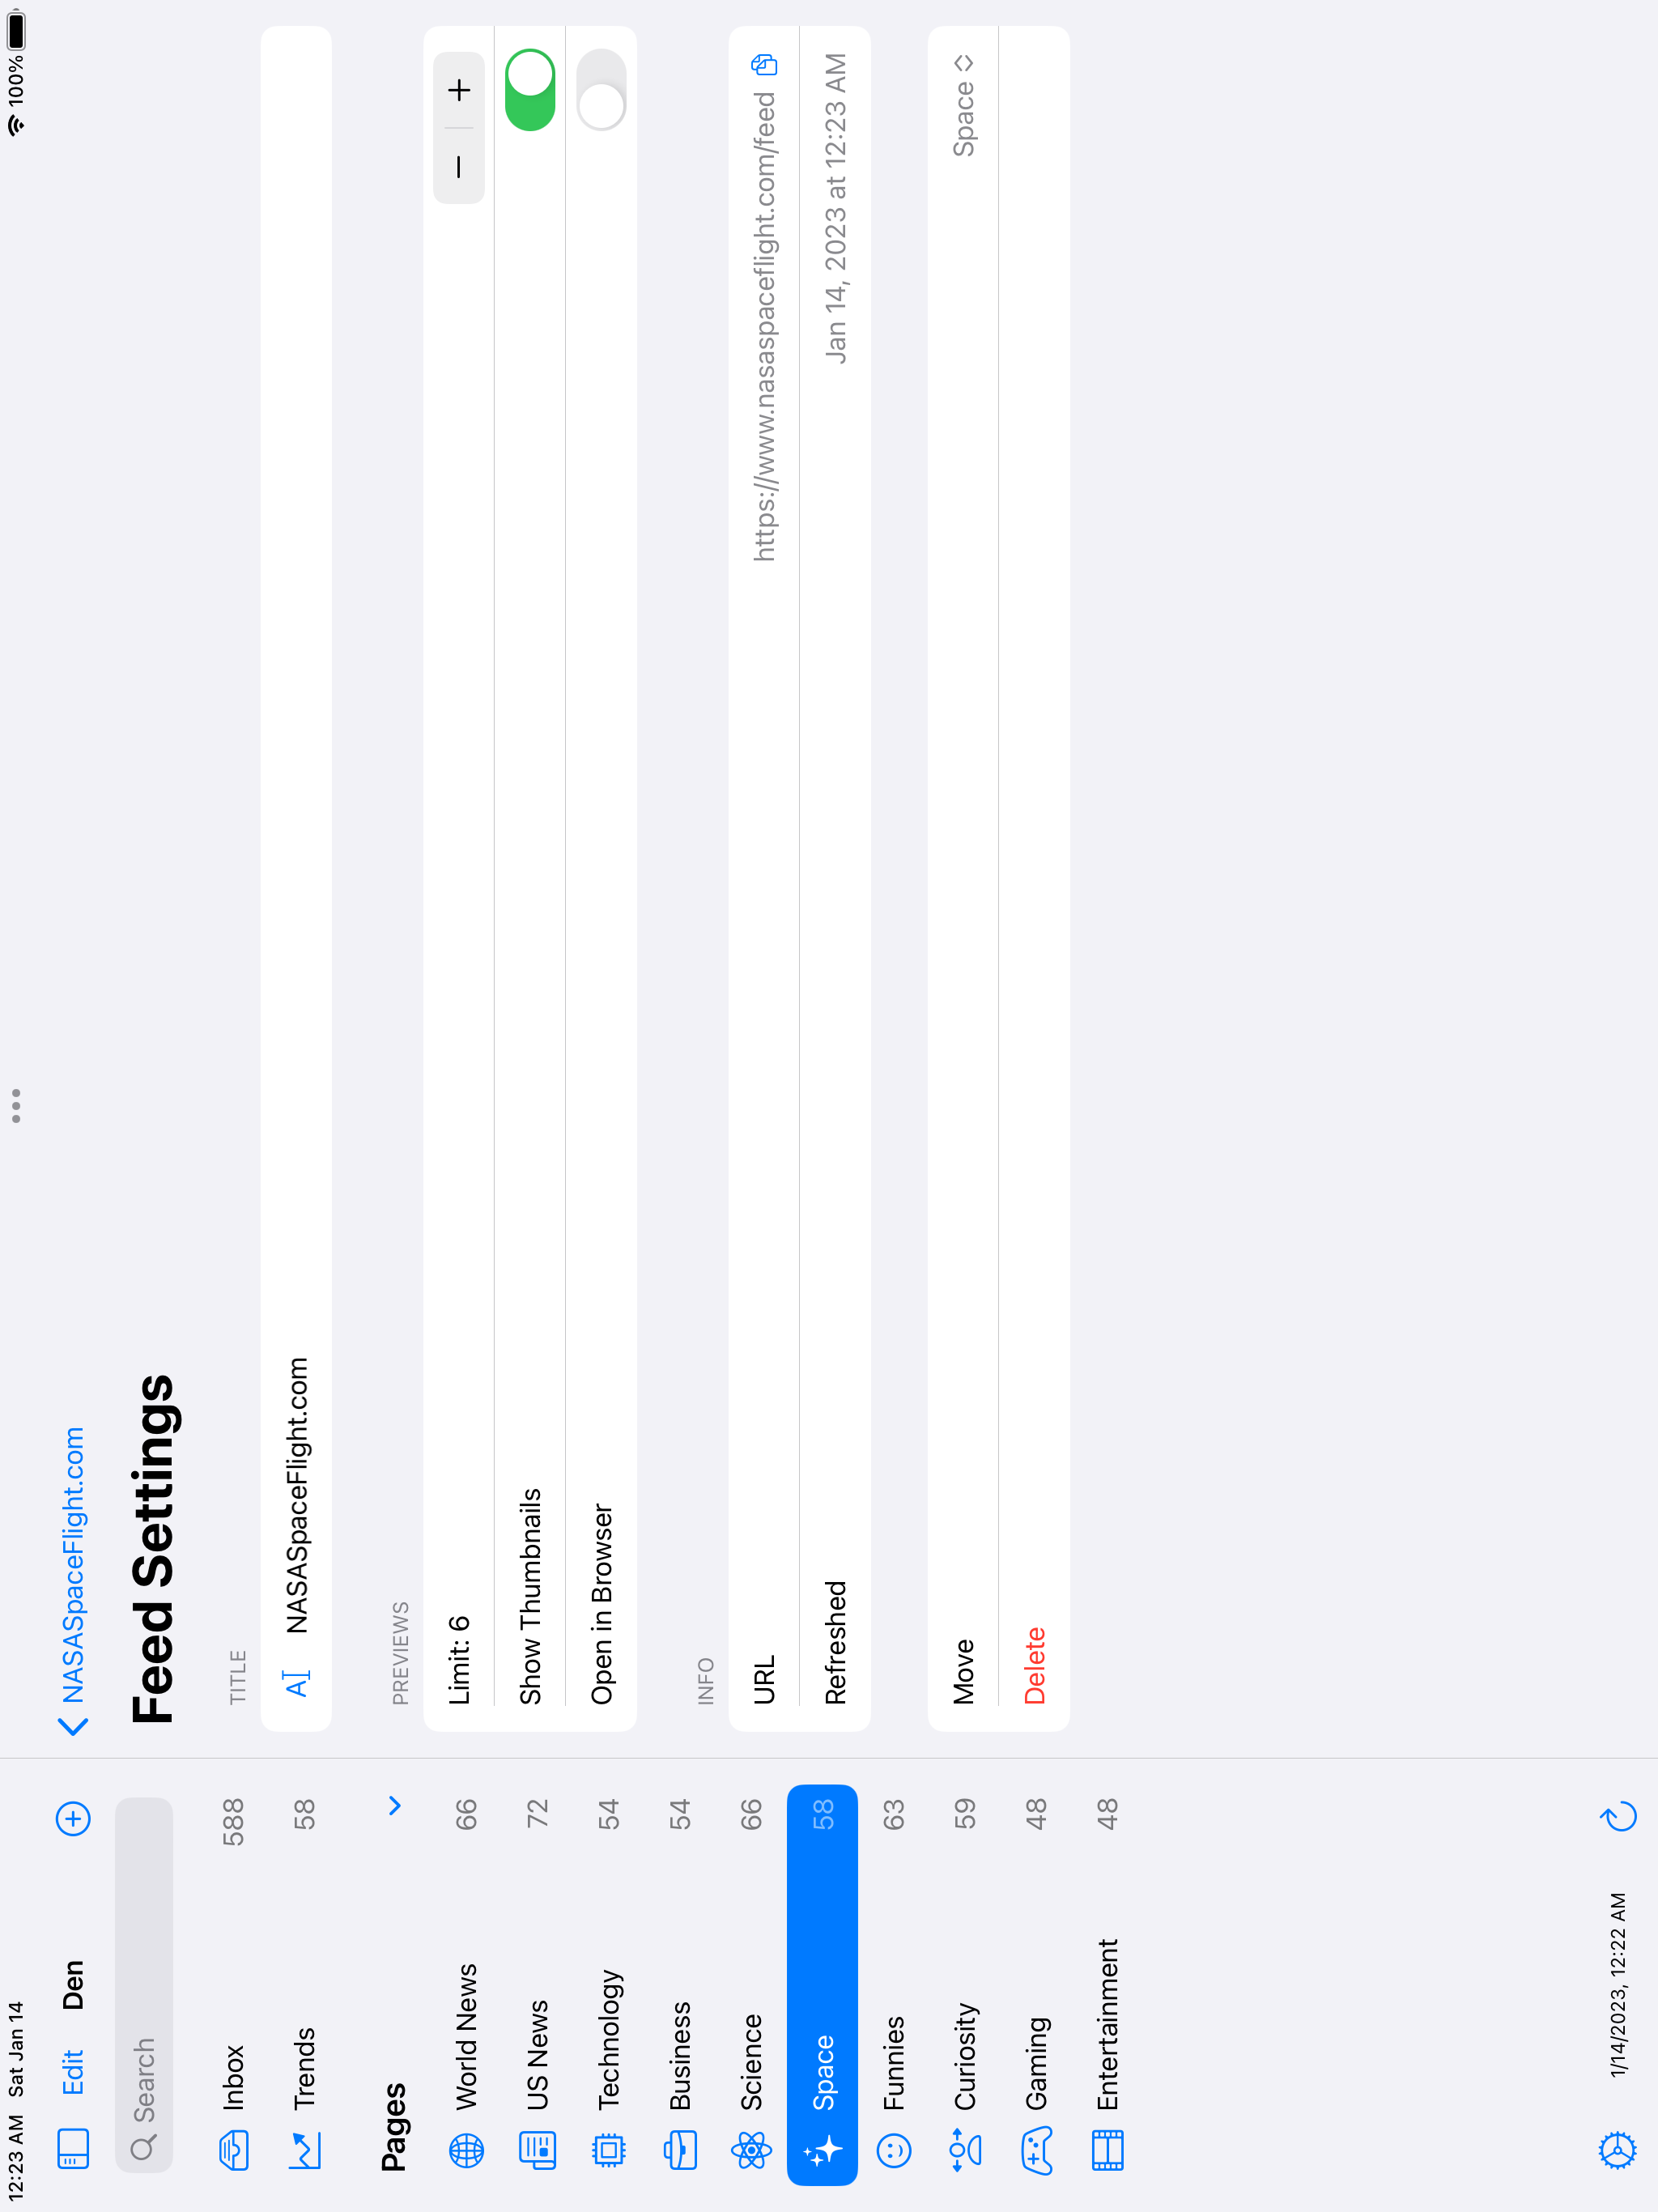 12:23 AM Sat Jan 14
100%
Edit
Den
Search
Inbox 588
Trends 58
Pages
World News 66
US News 72
Technology 54
Business 54
Science 66
Space 58
Funnies 63
Curiosity 59
Gaming 48
Entertainment 48
1/14/2023, 12:22 AM
NASASpaceFlight.com
Feed Settings
TITLE
NASASpaceFlight.com
PREVIEWS
Limit: 6
Show Thumbnails
Open in Browser
INFO
URL https://www.nasaspaceflight.com/feed
Refreshed Jan 14, 2023 at 12:23 AM
Move Space
Delete